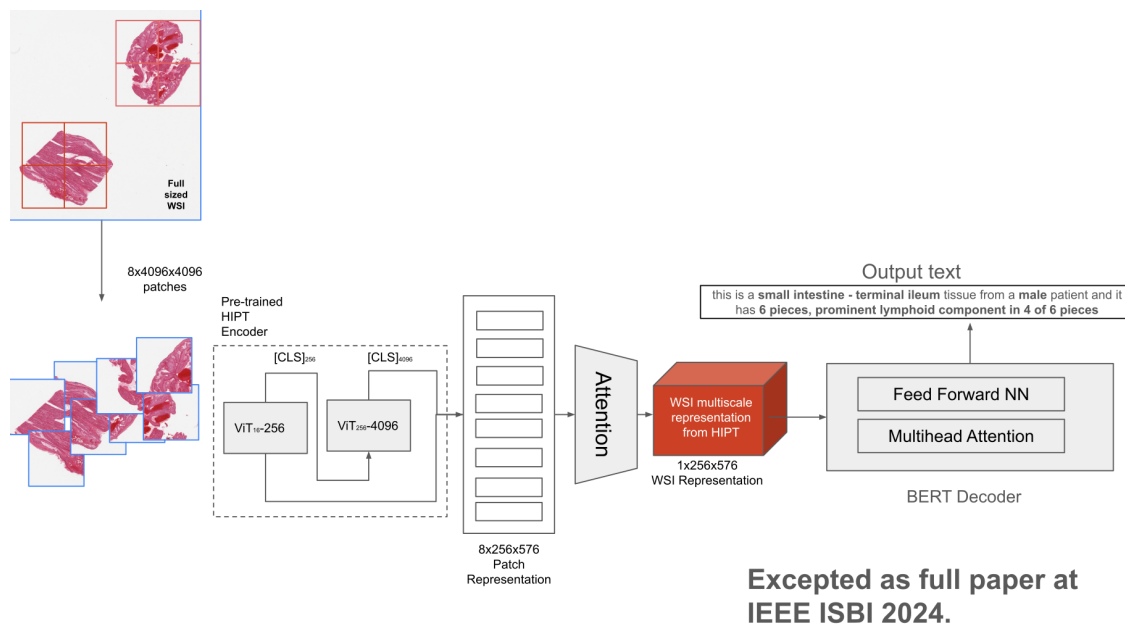 Full
sized
WSI
8x4096x4096
patches
Pre-trained
HIPT
Encoder
[CLS]256
[CLS]4096
ViT16-256
ViT256-4096
8x256x576
Patch
Representation
Attention
WSI multiscale
representation
from HIPT
1x256x576
WSI Representation
Output text
this is a small intestine - terminal ileum tissue from a male patient and it
has 6 pieces, prominent lymphoid component in 4 of 6 pieces
Feed Forward NN
Multihead Attention
BERT Decoder
Excepted as full paper at
IEEE ISBI 2024.